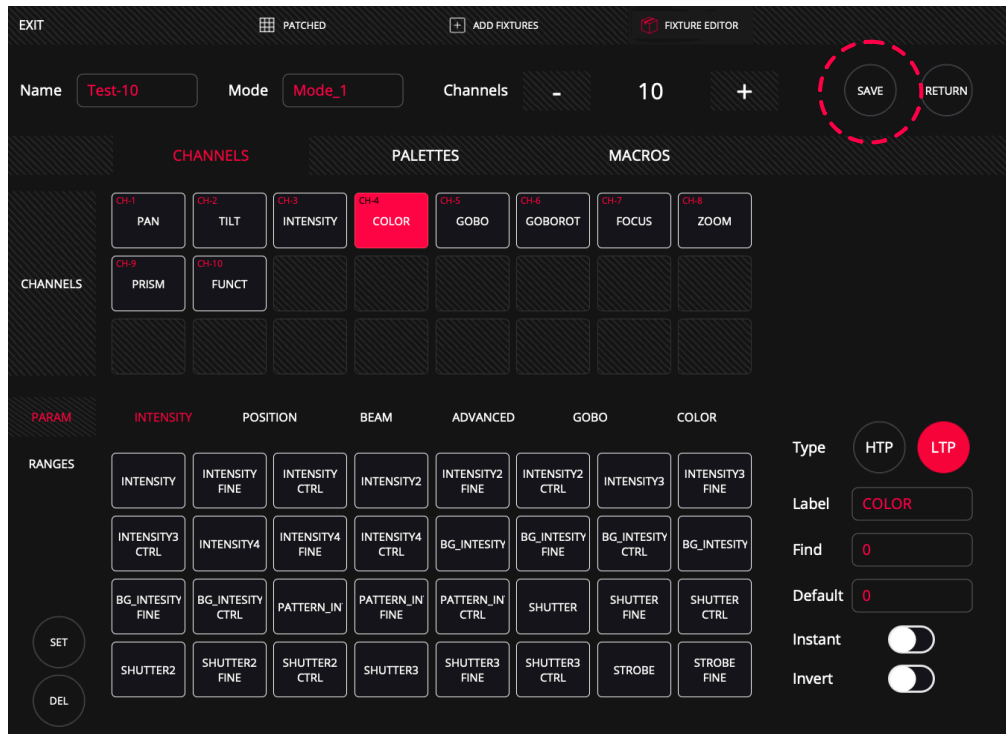 EXIT PATCHED ADD FIXTURES FIXTURE EDITOR
Name Test-10 Mode Mode_1 Channels - 10 + SAVE RETURN
CHANNELS PALETTES MACROS
CH-1 CH-2 CH-3 CH-4 CH-5 CH-6 CH-7 CH-8
PAN TILT INTENSITY COLOR GOBO GOBOROT FOCUS ZOOM
CH-9 CH-10
CHANNELS PRISM FUNCT
PARAM INTENSITY POSITION BEAM ADVANCED GOBO COLOR
RANGES
INTENSITY
INTENSITY
FINE
INTENSITY
CTRL
INTENSITY2
INTENSITY2
FINE
INTENSITY2
CTRL
INTENSITY3
INTENSITY3
FINE
INTENSITY3
CTRL
INTENSITY4
INTENSITY4
FINE
INTENSITY4
CTRL
BG_INTESITY
BG_INTESITY
FINE
BG_INTESITY
CTRL
BG_INTESITY
BG_INTESITY
FINE
BG_INTESITY
CTRL
PATTERN_IN
PATTERN_IN
FINE
PATTERN_IN
CTRL
SHUTTER
SHUTTER
FINE
SHUTTER
CTRL
SHUTTER2
SHUTTER2
FINE
SHUTTER2
CTRL
SHUTTER3
SHUTTER3
FINE
SHUTTER3
CTRL
STROBE
STROBE
FINE
SET
DEL
Type HTP LTP
Label COLOR
Find 0
Default 0
Instant
Invert